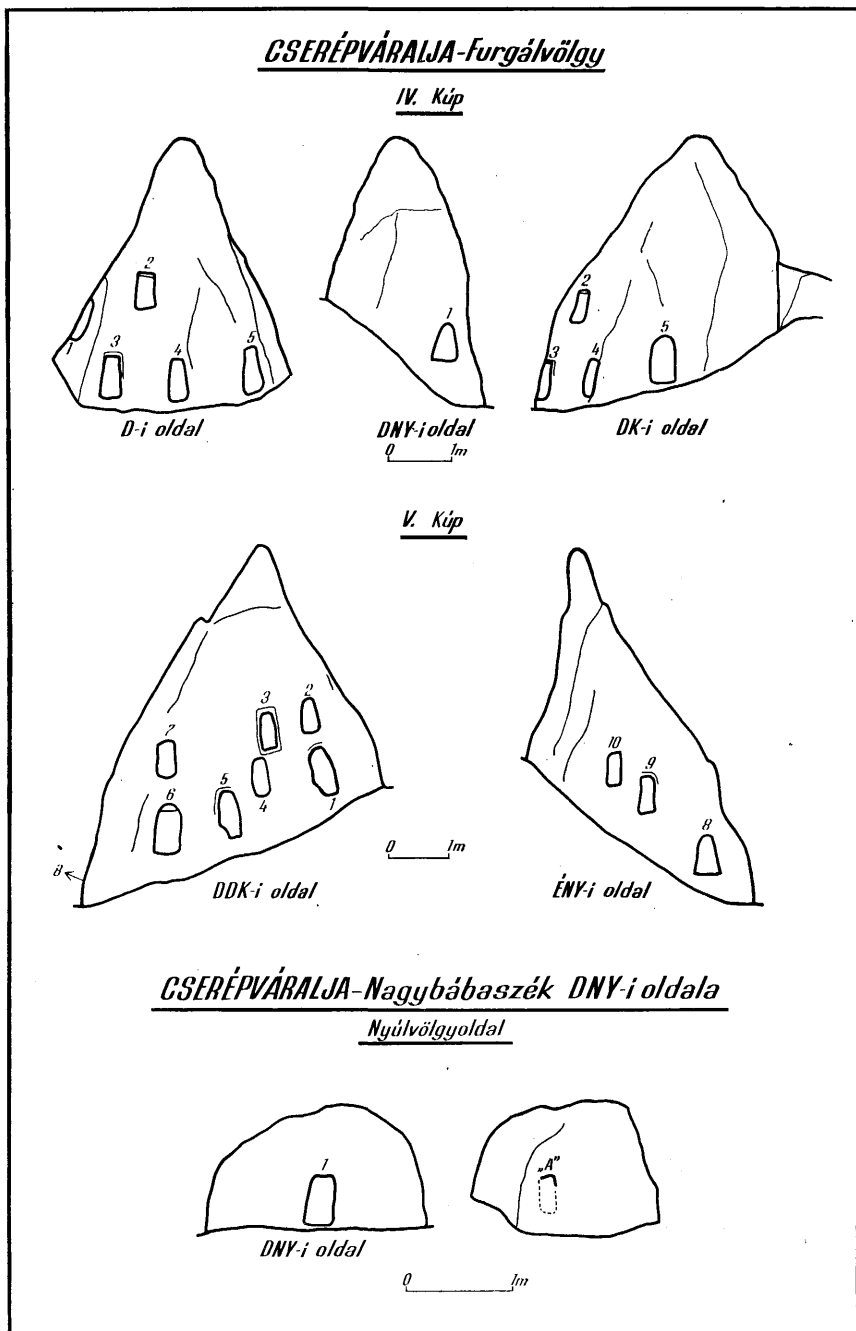 CSERÉPVÁRALJA-Furgálvölgy
IV. Kúp
2
1
3
4
5
D-i oldal
1
DNY-i oldal
0 1m
2
3
4
5
DK-i oldal
V. Kúp
3
2
7
5
4
1
6
8
DDK-i oldal
0 1m
10
9
8
ÉNY-i oldal
CSERÉPVÁRALJA-Nagybábaszék DNY-i oldala
Nyúlvölgyoldal
1
DNY-i oldal
„A”
0 1m